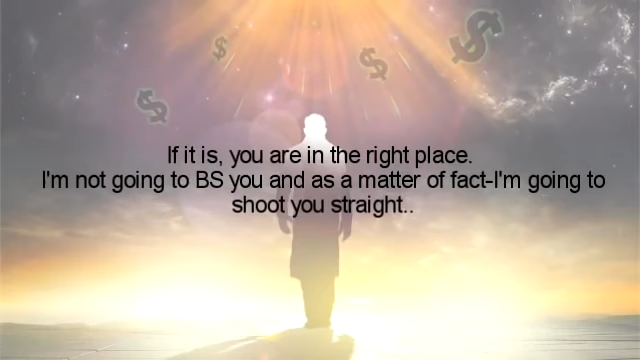 If it is, you are in the right place.
I'm not going to BS you and as a matter of fact-I'm going to
shoot you straight..